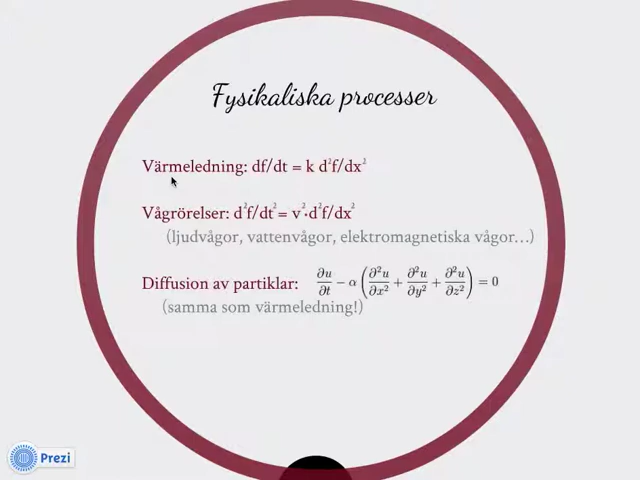 Fysikaliska processer
Värmeledning: df/dt = k d²f/dx²
Vågrörelser: d²f/dt² = v²·d²f/dx²
(ljudvågor, vattenvågor, elektromagnetiska vågor...)
Diffusion av partiklar: ∂u/∂t − α (∂²u/∂x² + ∂²u/∂y² + ∂²u/∂z²) = 0
(samma som värmeledning!)
Prezi